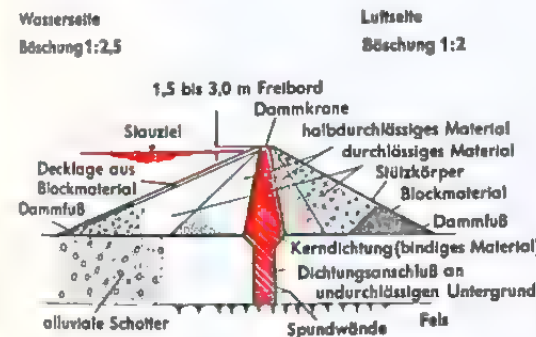 Wasserseite
Böschung 1:2,5
Luftseite
Böschung 1:2
1,5 bis 3,0 m Freibord
Dammkrone
Stauziel
halbdurchlässiges Material
durchlässiges Material
Decklage aus
Blockmaterial
Stützkörper
Blockmaterial
Dammfuß
Dammfuß
Kerndichtung (bindiges Material)
Dichtungsanschluß an
undurchlässigen Untergrund
alluviale Schotter
Spundwände
Fels